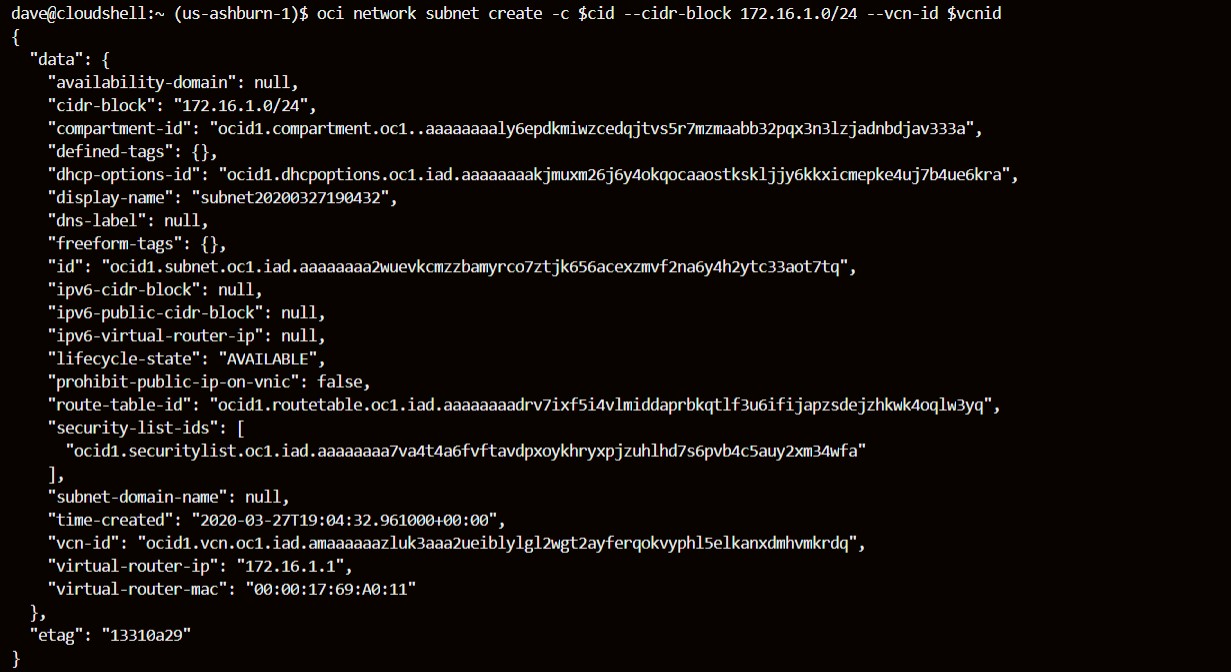 dave@cloudshell:~ (us-ashburn-1)$ oci network subnet create -c $cid --cidr-block 172.16.1.0/24 --vcn-id $vcnid
{
  "data": {
    "availability-domain": null,
    "cidr-block": "172.16.1.0/24",
    "compartment-id": "ocid1.compartment.oc1..aaaaaaaaly6epdkmiwzcedqjtvs5r7mzmaabb32pqx3n3lzjadnbdjav333a",
    "defined-tags": {},
    "dhcp-options-id": "ocid1.dhcpoptions.oc1.iad.aaaaaaaakjmuxm26j6y4okqocaaostkskljjy6kkxicmepke4uj7b4ue6kra",
    "display-name": "subnet20200327190432",
    "dns-label": null,
    "freeform-tags": {},
    "id": "ocid1.subnet.oc1.iad.aaaaaaaa2wuevkcmzzbamyrco7ztjk656acexzmvf2na6y4h2ytc33aot7tq",
    "ipv6-cidr-block": null,
    "ipv6-public-cidr-block": null,
    "ipv6-virtual-router-ip": null,
    "lifecycle-state": "AVAILABLE",
    "prohibit-public-ip-on-vnic": false,
    "route-table-id": "ocid1.routetable.oc1.iad.aaaaaaaadrv7ixf5i4vlmiddaprbkqtlf3u6ifijapzsdejzhkwk4oqlw3yq",
    "security-list-ids": [
      "ocid1.securitylist.oc1.iad.aaaaaaaa7va4t4a6fvftavdpxoykhryxpjzuhlhd7s6pvb4c5auy2xm34wfa"
    ],
    "subnet-domain-name": null,
    "time-created": "2020-03-27T19:04:32.961000+00:00",
    "vcn-id": "ocid1.vcn.oc1.iad.amaaaaaazluk3aaa2ueiblylgl2wgt2ayferqokvyphl5elkanxdmhvmkrdq",
    "virtual-router-ip": "172.16.1.1",
    "virtual-router-mac": "00:00:17:69:A0:11"
  },
  "etag": "13310a29"
}